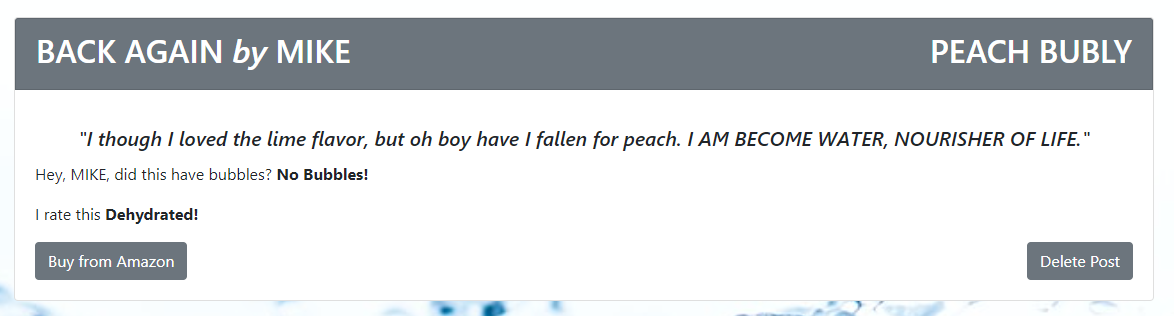 BACK AGAIN by MIKE
PEACH BUBLY
"I though I loved the lime flavor, but oh boy have I fallen for peach. I AM BECOME WATER, NOURISHER OF LIFE."
Hey, MIKE, did this have bubbles? No Bubbles!
I rate this Dehydrated!
Buy from Amazon
Delete Post